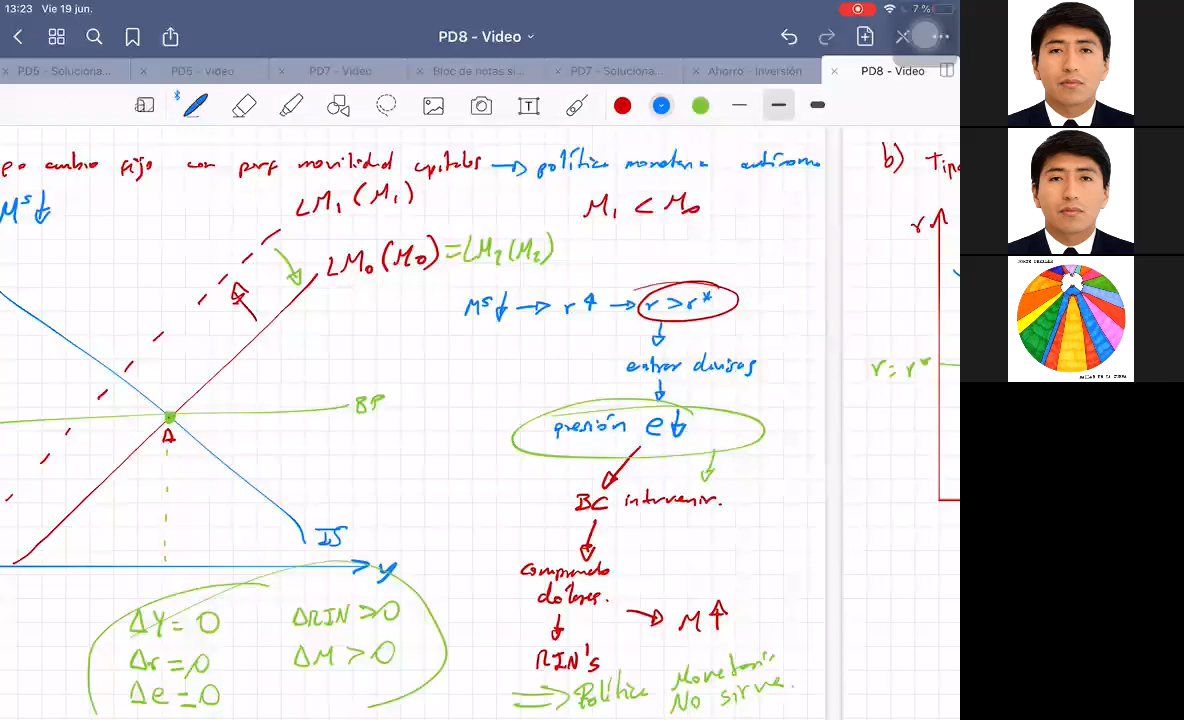 13:23 Vie 19 jun.
7 %
PD8 - Video
PD5 - Soluciona...
PD5 - Video
PD7 - Video
Bloc de notas si...
PD7 - Soluciona...
Ahorro - Inversión
PD8 - Video
T
po cambio fijo con perf movilidad capitales → política monetaria autónoma
Mˢ↓
LM₁ (M₁)
M₁ < M₀
LM₀(M₀) = LM₂(M₂)
Mˢ↓ → r↑ → r > r*
entrar divisas
BP
presión e↓
A
BC intervenir.
IS
y
comprando
dólares.
→ M↑
RIN's
⇒ Política Monetaria
No sirve.
ΔY = 0
ΔRIN > 0
Δr = 0
ΔM > 0
Δe = 0
b) Tipo
r
r = r*